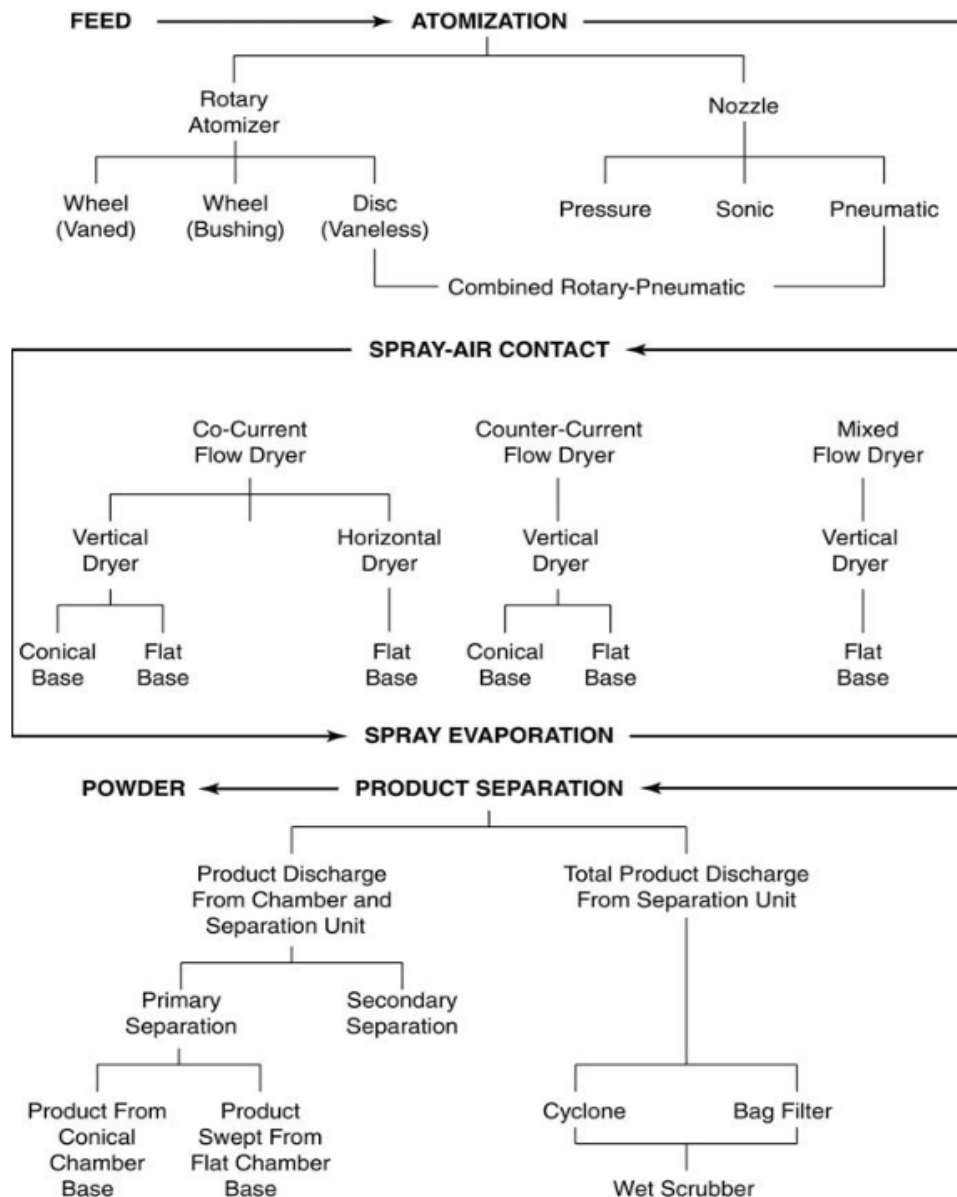 FEED ATOMIZATION
Rotary
Atomizer
Nozzle
Wheel
(Vaned)
Wheel
(Bushing)
Disc
(Vaneless)
Pressure
Sonic
Pneumatic
Combined Rotary-Pneumatic
SPRAY-AIR CONTACT
Co-Current
Flow Dryer
Counter-Current
Flow Dryer
Mixed
Flow Dryer
Vertical
Dryer
Horizontal
Dryer
Vertical
Dryer
Vertical
Dryer
Conical
Base
Flat
Base
Flat
Base
Conical
Base
Flat
Base
Flat
Base
SPRAY EVAPORATION
POWDER PRODUCT SEPARATION
Product Discharge
From Chamber and
Separation Unit
Total Product Discharge
From Separation Unit
Primary
Separation
Secondary
Separation
Product From
Conical
Chamber
Base
Product
Swept From
Flat Chamber
Base
Cyclone
Bag Filter
Wet Scrubber